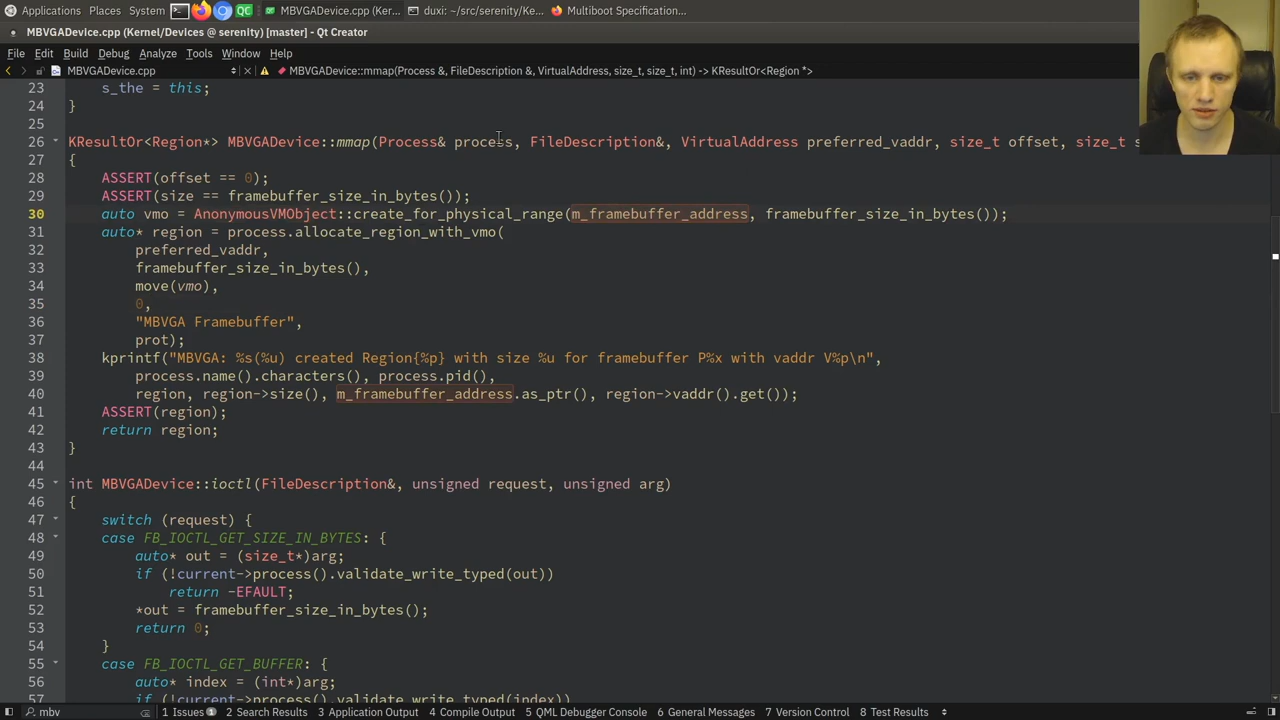 Applications Places System QC MBVGADevice.cpp (Ker... duxi: ~/src/serenity/Ke... Multiboot Specification...
MBVGADevice.cpp (Kernel/Devices @ serenity) [master] - Qt Creator
File Edit Build Debug Analyze Tools Window Help
MBVGADevice.cpp MBVGADevice::mmap(Process &, FileDescription &, VirtualAddress, size_t, size_t, int) -> KResultOr<Region *>
23 s_the = this;
24 }
25
26 KResultOr<Region*> MBVGADevice::mmap(Process& process, FileDescription&, VirtualAddress preferred_vaddr, size_t offset, size_t s
27 {
28 ASSERT(offset == 0);
29 ASSERT(size == framebuffer_size_in_bytes());
30 auto vmo = AnonymousVMObject::create_for_physical_range(m_framebuffer_address, framebuffer_size_in_bytes());
31 auto* region = process.allocate_region_with_vmo(
32 preferred_vaddr,
33 framebuffer_size_in_bytes(),
34 move(vmo),
35 0,
36 "MBVGA Framebuffer",
37 prot);
38 kprintf("MBVGA: %s(%u) created Region{%p} with size %u for framebuffer P%x with vaddr V%p\n",
39 process.name().characters(), process.pid(),
40 region, region->size(), m_framebuffer_address.as_ptr(), region->vaddr().get());
41 ASSERT(region);
42 return region;
43 }
44
45 int MBVGADevice::ioctl(FileDescription&, unsigned request, unsigned arg)
46 {
47 switch (request) {
48 case FB_IOCTL_GET_SIZE_IN_BYTES: {
49 auto* out = (size_t*)arg;
50 if (!current->process().validate_write_typed(out))
51 return -EFAULT;
52 *out = framebuffer_size_in_bytes();
53 return 0;
54 }
55 case FB_IOCTL_GET_BUFFER: {
56 auto* index = (int*)arg;
57 if (!current->process().validate_write_typed(index))
mbv 1 Issues 1 2 Search Results 3 Application Output 4 Compile Output 5 QML Debugger Console 6 General Messages 7 Version Control 8 Test Results